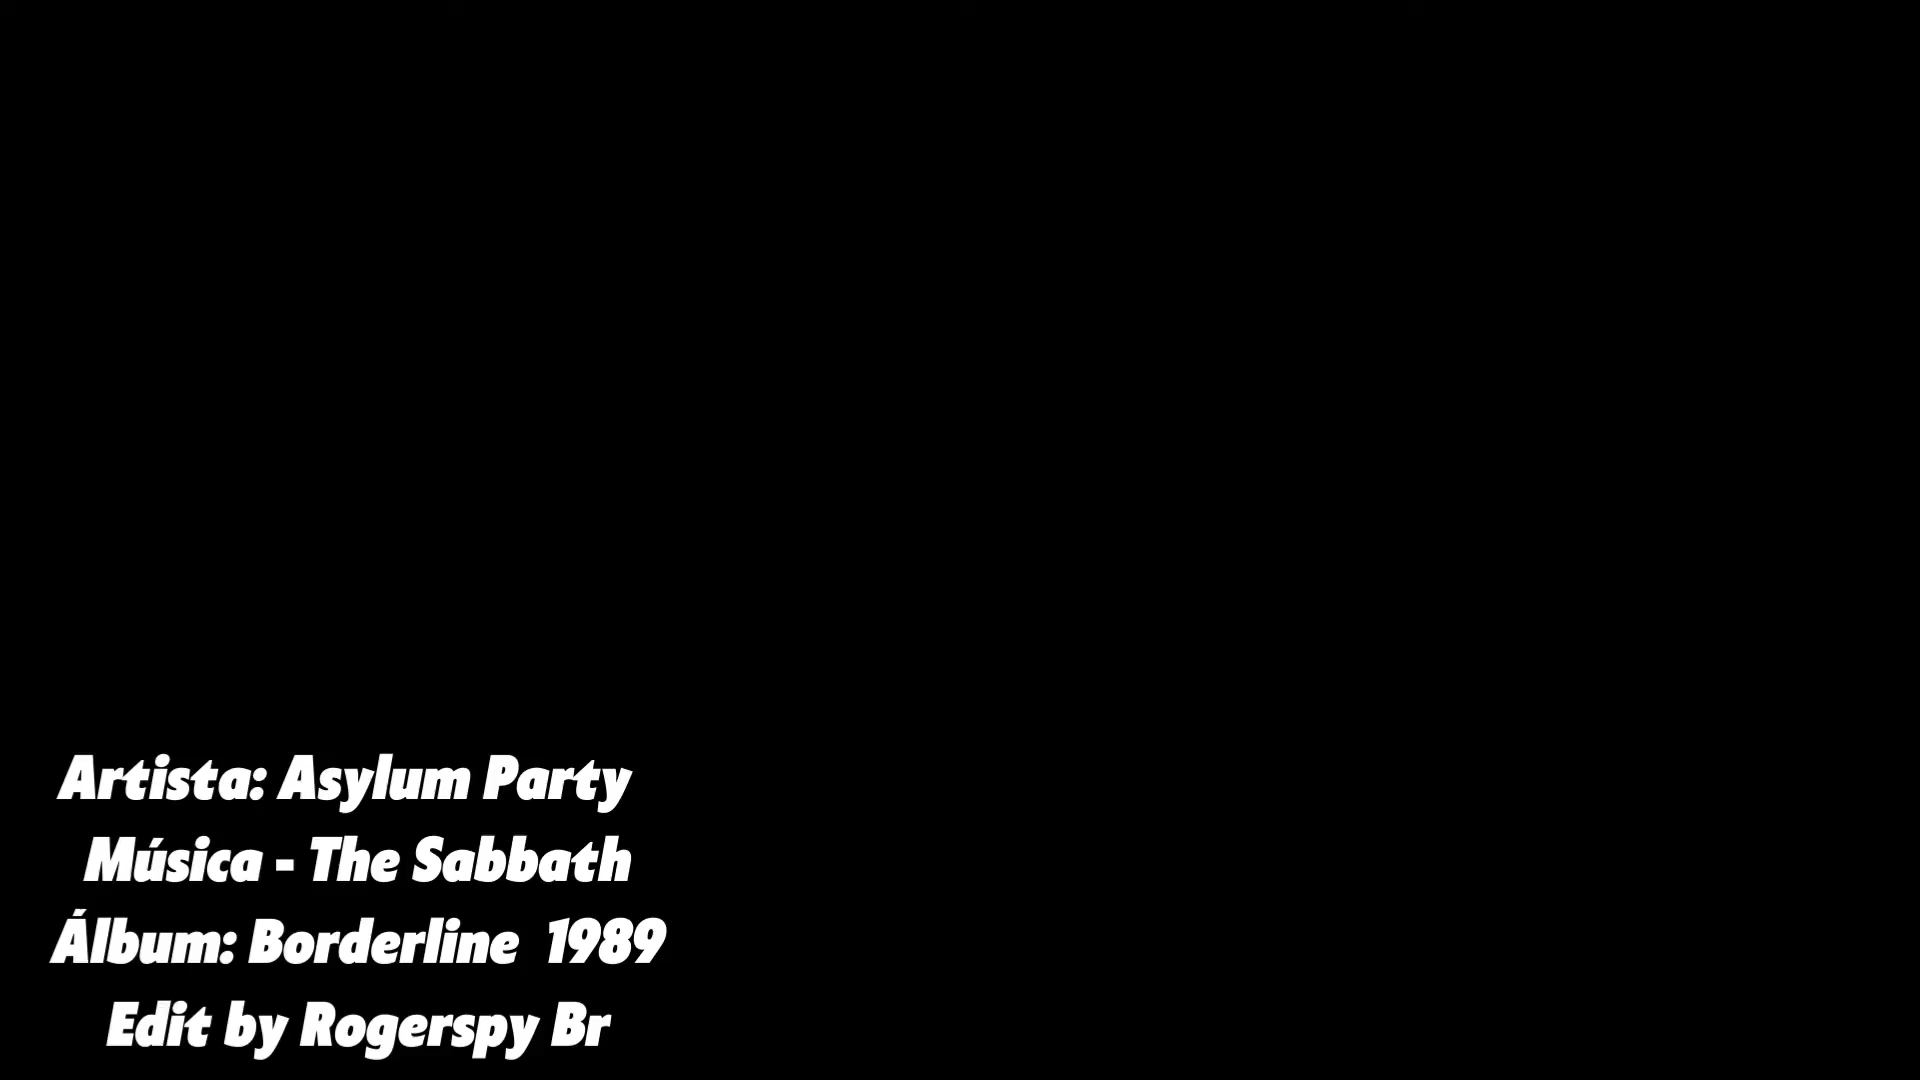 Artista: Asylum Party
Música - The Sabbath
Álbum: Borderline 1989
Edit by Rogerspy Br